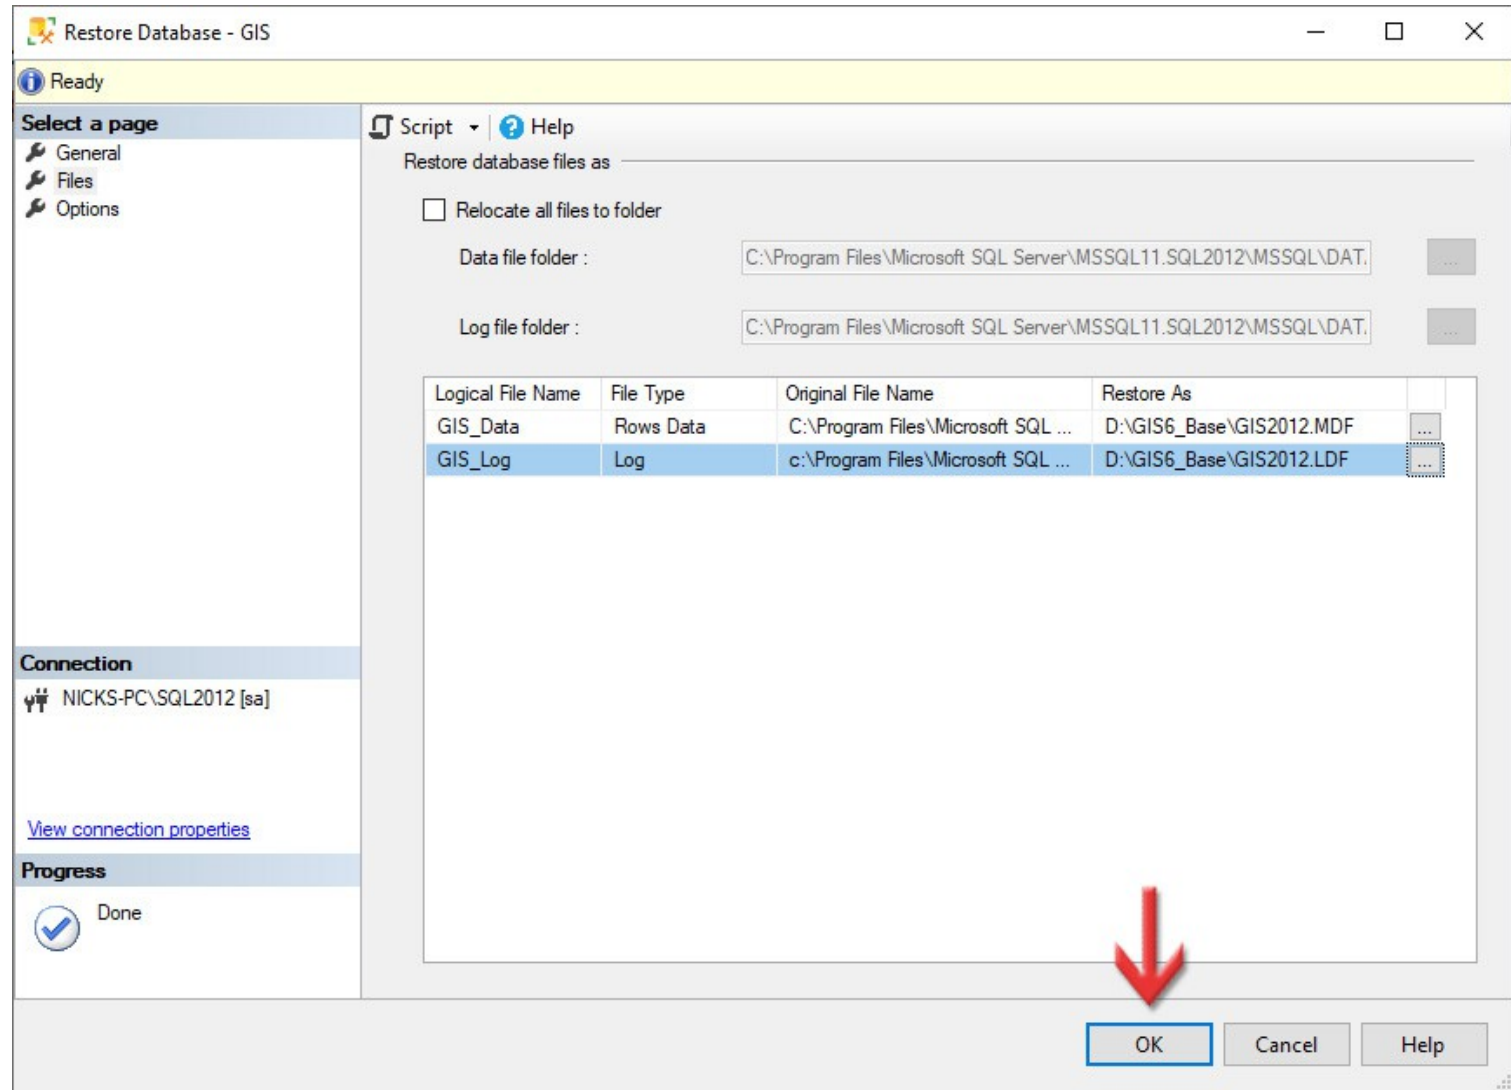 Restore Database - GIS
Ready
Select a page
General
Files
Options
Script
Help
Restore database files as
Relocate all files to folder
Data file folder :
C:\Program Files\Microsoft SQL Server\MSSQL11.SQL2012\MSSQL\DAT.
...
Log file folder :
C:\Program Files\Microsoft SQL Server\MSSQL11.SQL2012\MSSQL\DAT.
...
Logical File Name File Type Original File Name Restore As
GIS_Data Rows Data C:\Program Files\Microsoft SQL ... D:\GIS6_Base\GIS2012.MDF ...
GIS_Log Log c:\Program Files\Microsoft SQL ... D:\GIS6_Base\GIS2012.LDF ...
Connection
NICKS-PC\SQL2012 [sa]
View connection properties
Progress
Done
OK Cancel Help